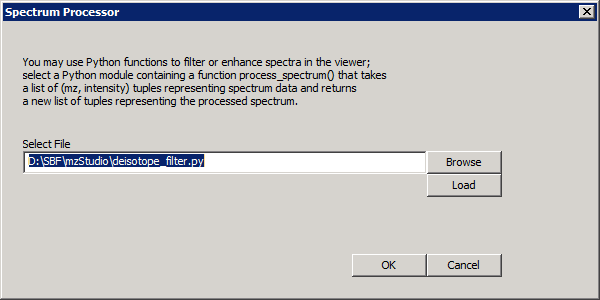 Spectrum Processor
You may use Python functions to filter or enhance spectra in the viewer;
select a Python module containing a function process_spectrum() that takes
a list of (mz, intensity) tuples representing spectrum data and returns
a new list of tuples representing the processed spectrum.
Select File
D:\SBF\mzStudio\deisotope_filter.py
Browse
Load
OK
Cancel